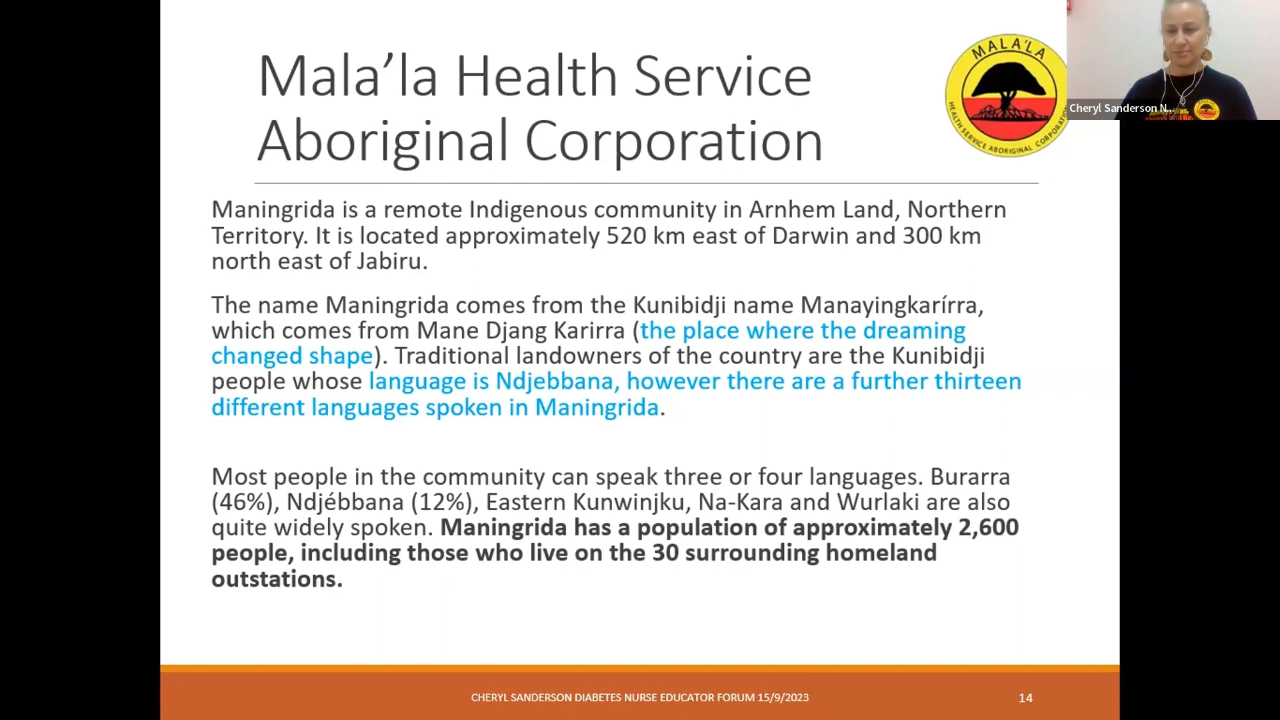 Mala’la Health Service
Aboriginal Corporation
MALA'LA
HEALTH SERVICE ABORIGINAL CORPORATION
Cheryl Sanderson N...
Maningrida is a remote Indigenous community in Arnhem Land, Northern
Territory. It is located approximately 520 km east of Darwin and 300 km
north east of Jabiru.
The name Maningrida comes from the Kunibidji name Manayingkarírra,
which comes from Mane Djang Karirra (the place where the dreaming
changed shape). Traditional landowners of the country are the Kunibidji
people whose language is Ndjebbana, however there are a further thirteen
different languages spoken in Maningrida.
Most people in the community can speak three or four languages. Burarra
(46%), Ndjébbana (12%), Eastern Kunwinjku, Na-Kara and Wurlaki are also
quite widely spoken. Maningrida has a population of approximately 2,600
people, including those who live on the 30 surrounding homeland
outstations.
CHERYL SANDERSON DIABETES NURSE EDUCATOR FORUM 15/9/2023
14